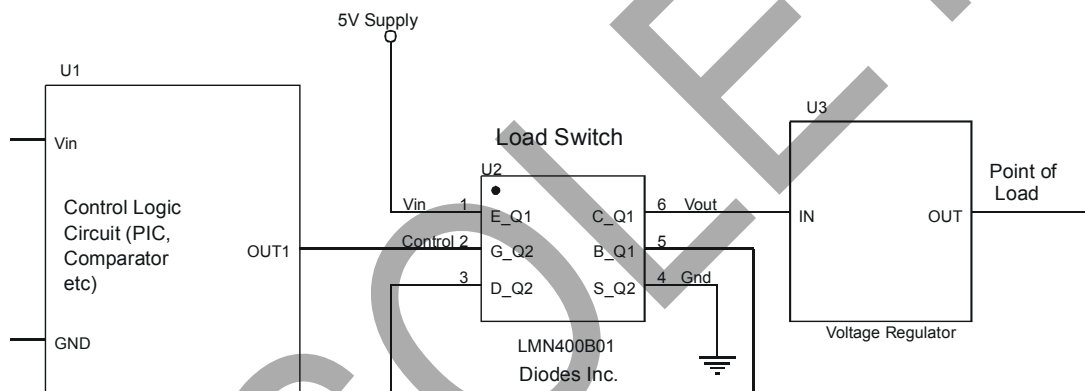 5V Supply
U1
Vin
Control Logic
Circuit (PIC,
Comparator
etc)
OUT1
GND
Load Switch
U2
Vin 1 E_Q1
Control 2 G_Q2
3 D_Q2
C_Q1 6 Vout
B_Q1 5
S_Q2 4 Gnd
LMN400B01
Diodes Inc.
U3
IN
OUT
Voltage Regulator
Point of
Load